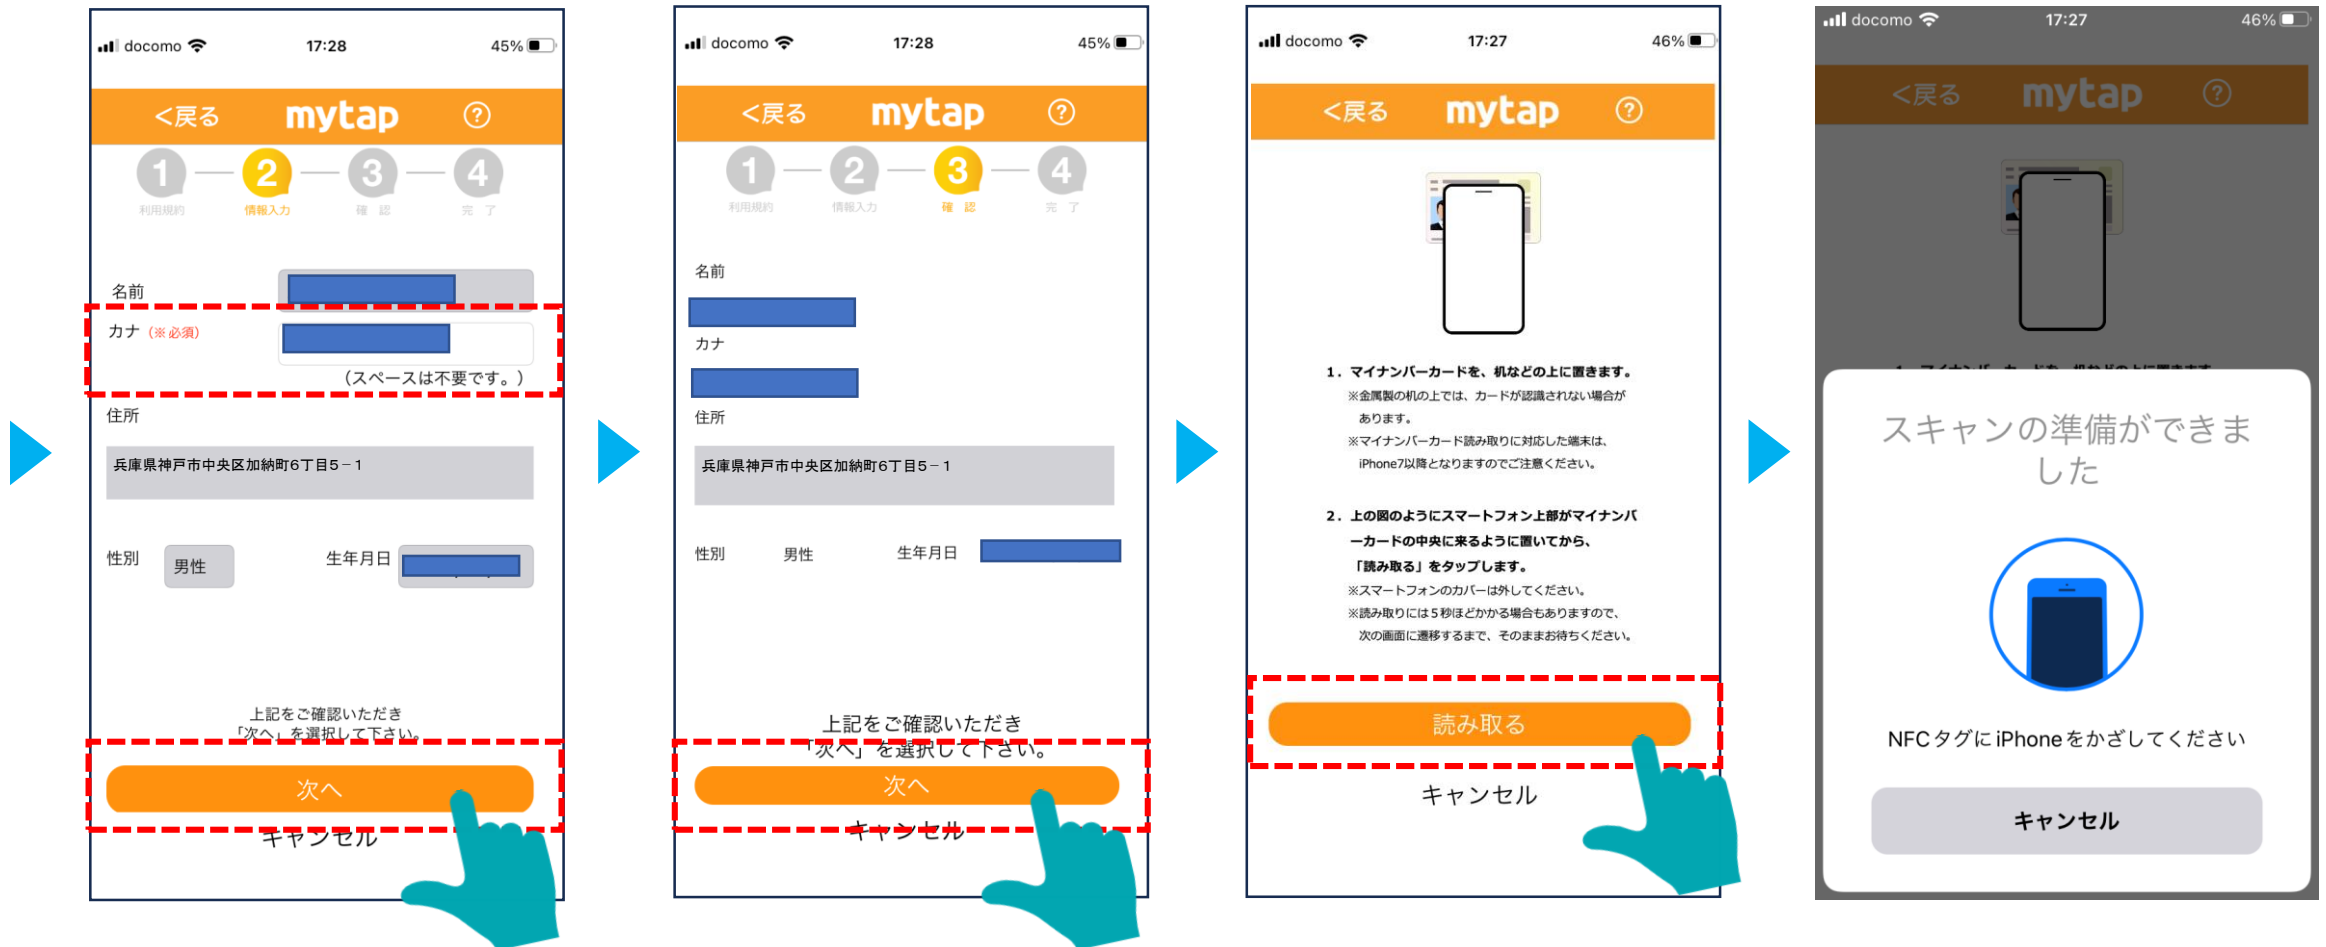 docomo 17:28 45%
<戻る mytap ?
1 2 3 4
利用規約 情報入力 確 認 完 了
名前
カナ (※必須)
(スペースは不要です。)
住所
兵庫県神戸市中央区加納町6丁目5-1
性別 男性 生年月日
上記をご確認いただき
「次へ」を選択して下さい。
次へ
キャンセル
docomo 17:28 45%
<戻る mytap ?
1 2 3 4
利用規約 情報入力 確 認 完 了
名前
カナ
住所
兵庫県神戸市中央区加納町6丁目5-1
性別 男性 生年月日
上記をご確認いただき
「次へ」を選択して下さい。
次へ
キャンセル
docomo 17:27 46%
<戻る mytap ?
1. マイナンバーカードを、机などの上に置きます。
※金属製の机の上では、カードが認識されない場合が
あります。
※マイナンバーカード読み取りに対応した端末は、
iPhone7以降となりますのでご注意ください。
2. 上の図のようにスマートフォン上部がマイナンバ
ーカードの中央に来るように置いてから、
「読み取る」をタップします。
※スマートフォンのカバーは外してください。
※読み取りには5秒ほどかかる場合もありますので、
次の画面に遷移するまで、そのままお待ちください。
読み取る
キャンセル
docomo 17:27 46%
<戻る mytap ?
1. マイナンバーカードを、机などの上に置きます。
スキャンの準備ができま
した
NFCタグにiPhoneをかざしてください
キャンセル